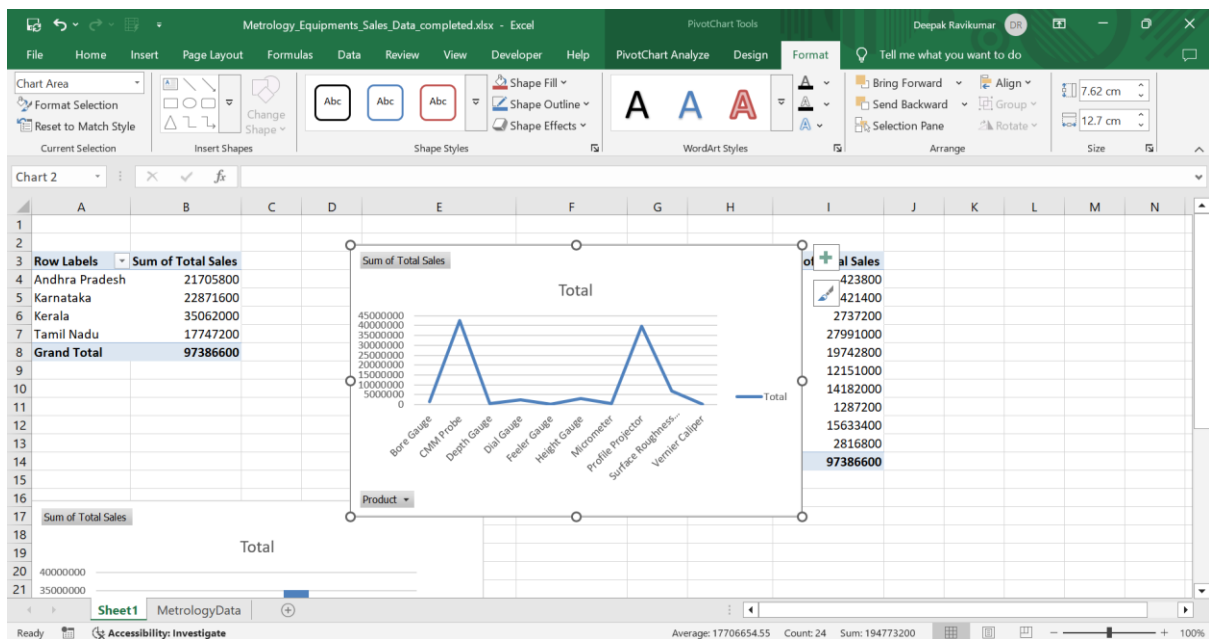 Metrology_Equipments_Sales_Data_completed.xlsx - Excel
PivotChart Tools
Deepak Ravikumar DR
File Home Insert Page Layout Formulas Data Review View Developer Help PivotChart Analyze Design Format Tell me what you want to do
Chart Area
Format Selection
Reset to Match Style
Current Selection
Change
Shape
Insert Shapes
Abc Abc Abc
Shape Fill
Shape Outline
Shape Effects
Shape Styles
A A A
WordArt Styles
Bring Forward
Send Backward
Selection Pane
Align
Group
Rotate
Arrange
7.62 cm
12.7 cm
Size
Chart 2 fx
A B C D E F G H I J K L M N
1
2
3 Row Labels Sum of Total Sales
4 Andhra Pradesh 21705800
5 Karnataka 22871600
6 Kerala 35062000
7 Tamil Nadu 17747200
8 Grand Total 97386600
9
10
11
12
13
14
15
16
17
18
19
20
21
Sum of Total Sales
Total
45000000
40000000
35000000
30000000
25000000
20000000
15000000
10000000
5000000
0
Bore Gauge
CMM Probe
Depth Gauge
Dial Gauge
Feeler Gauge
Height Gauge
Micrometer
Profile Projector
Surface Roughness...
Vernier Caliper
Total
Product
of al Sales
423800
421400
2737200
27991000
19742800
12151000
14182000
1287200
15633400
2816800
97386600
Sum of Total Sales
Total
40000000
35000000
Sheet1 MetrologyData
Ready Accessibility: Investigate Average: 17706654.55 Count: 24 Sum: 194773200 100%